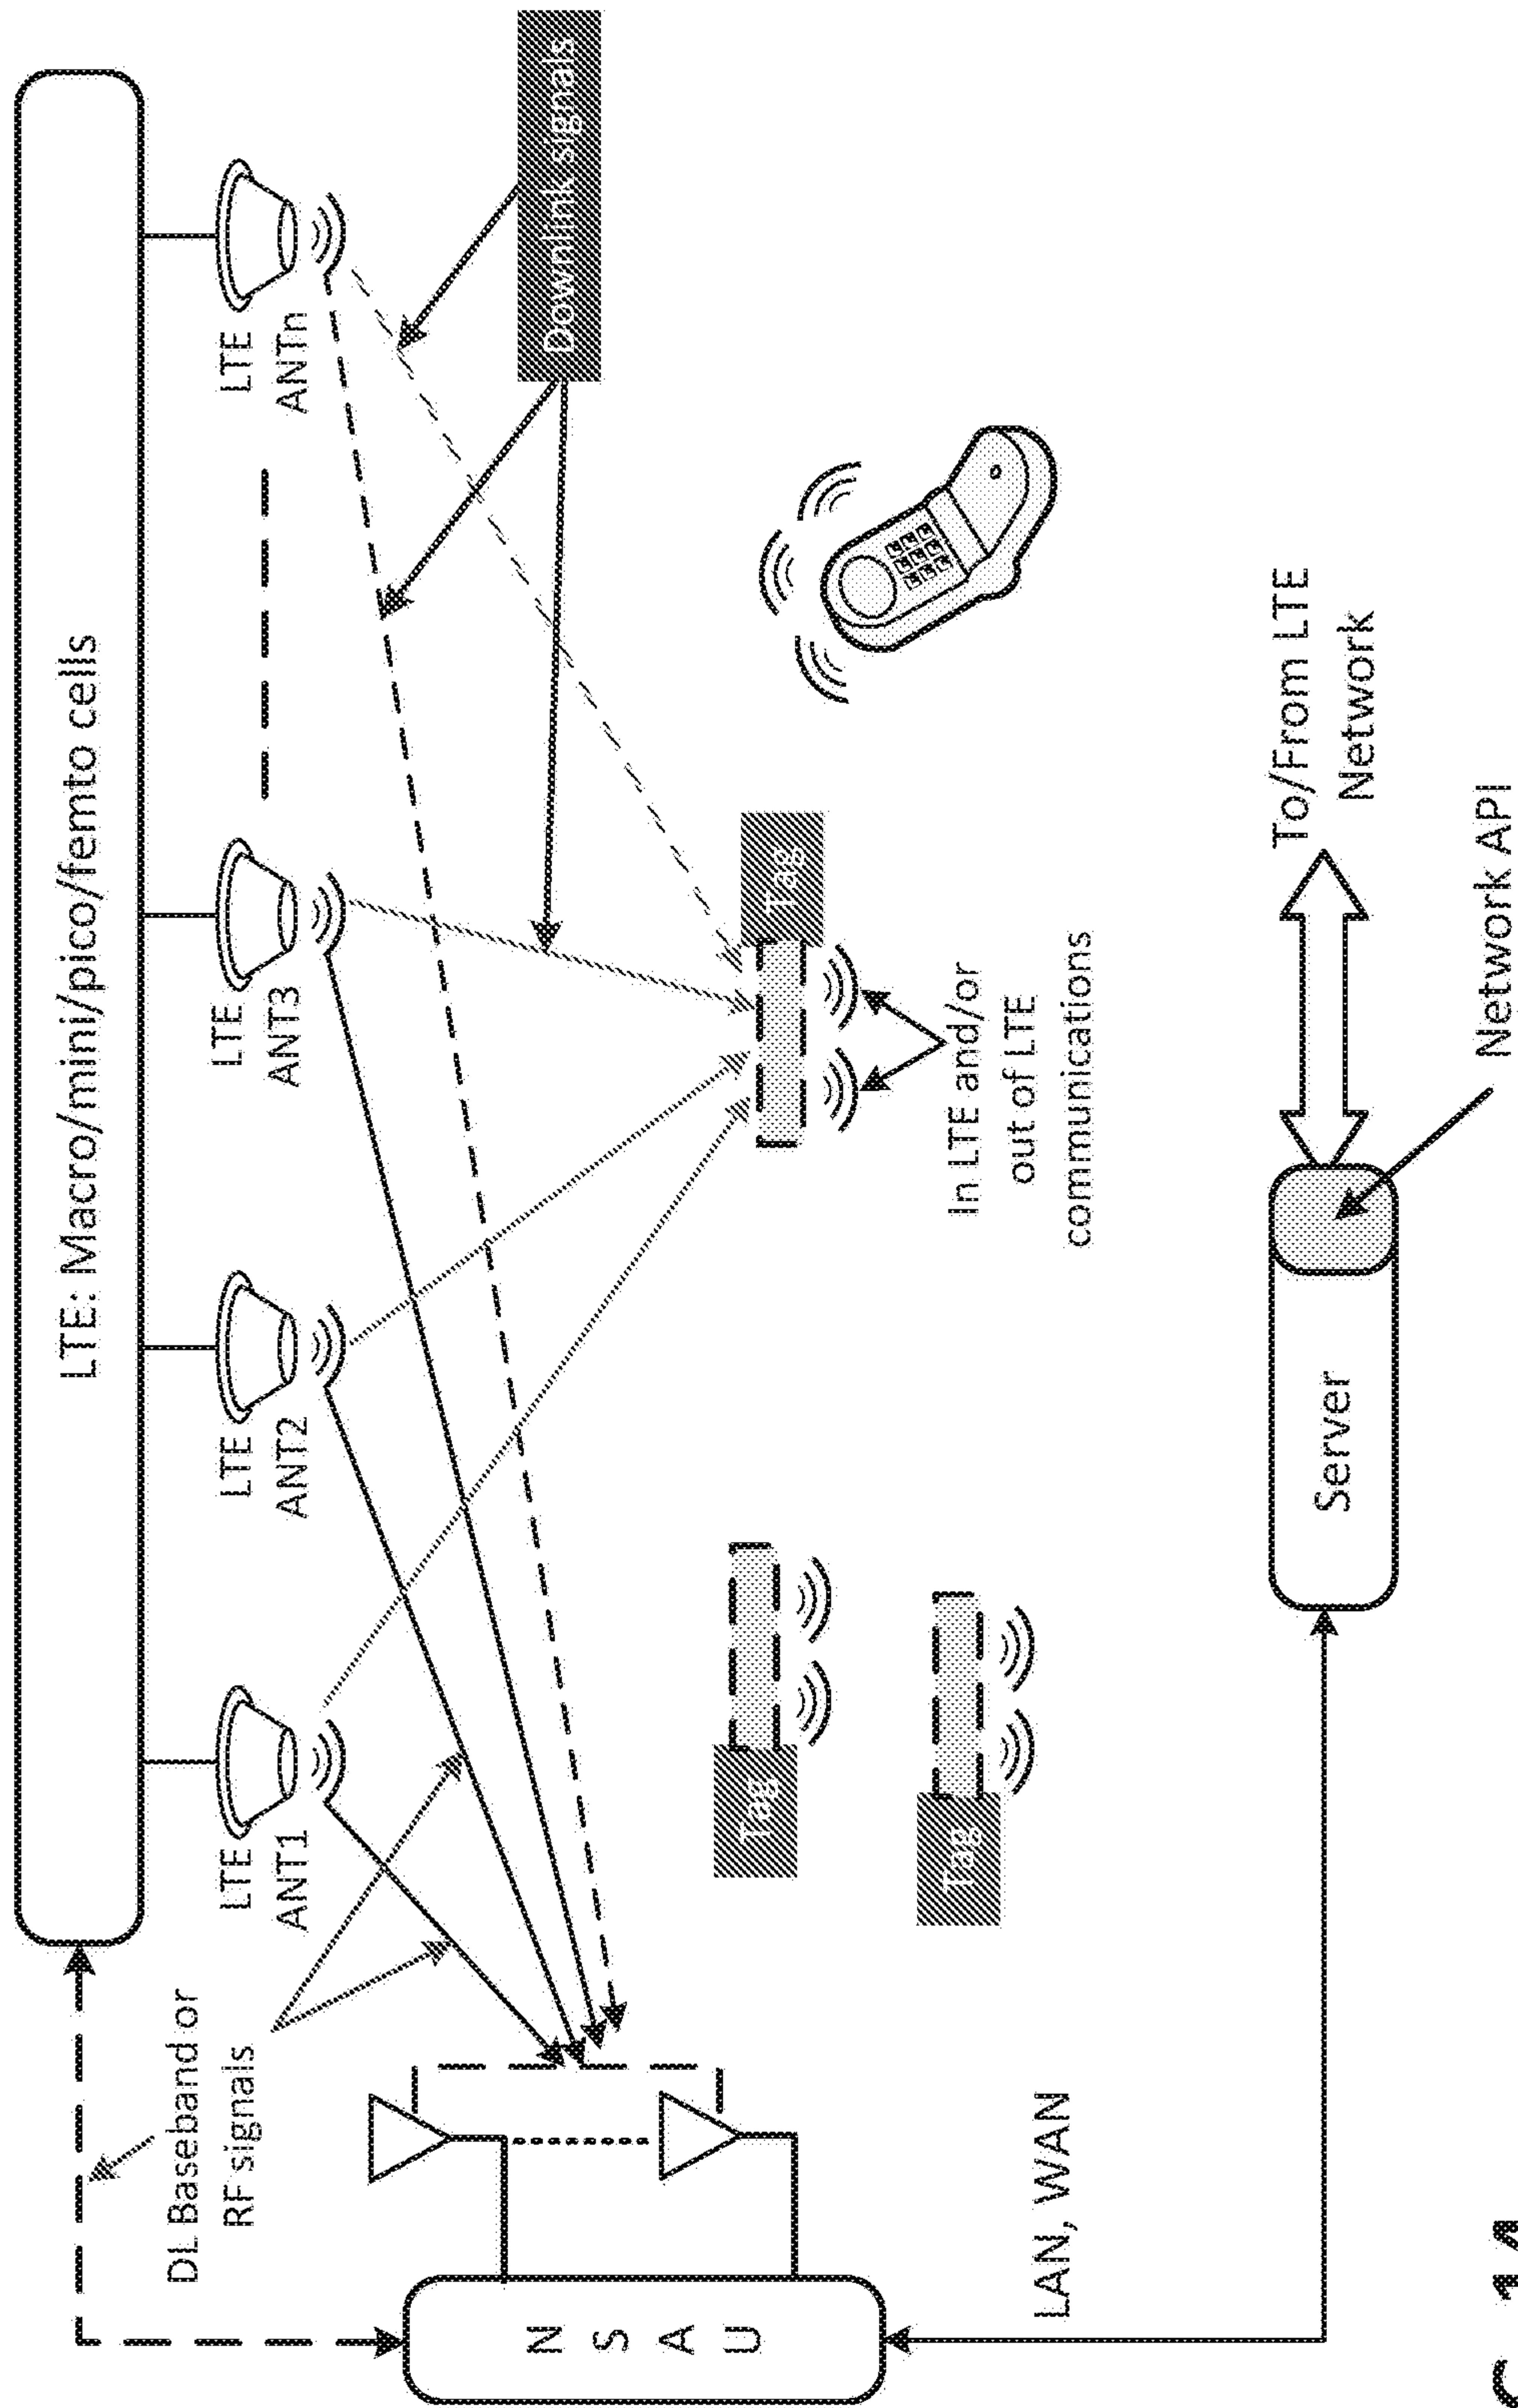 LTE: Macro/mini/pico/femto cells
DL Baseband or
RF signals
LTE
ANT1
LTE
ANT2
LTE
ANT3
LTE
ANTn
Downlink signals
N
S
A
U
Tag
Tag
Tag
In LTE and/or
out of LTE
communications
LAN, WAN
Server
To/From LTE
Network
Network API